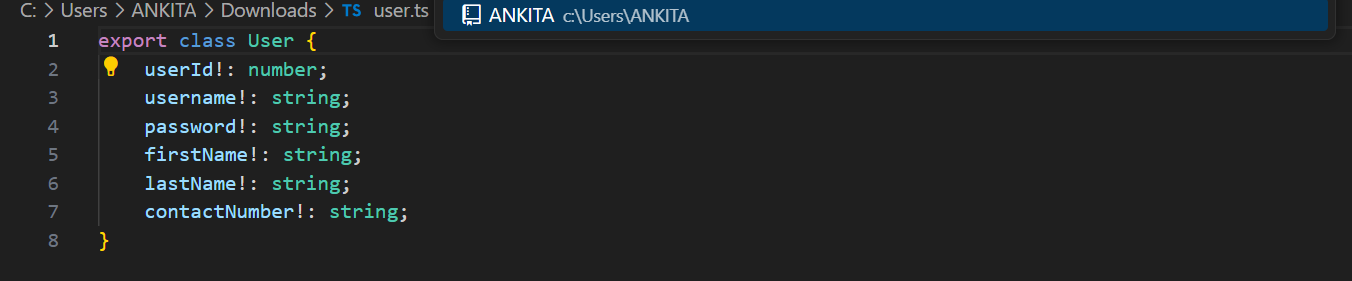 C: > Users > ANKITA > Downloads > TS user.ts
ANKITA c:\Users\ANKITA
1 export class User {
2 userId!: number;
3 username!: string;
4 password!: string;
5 firstName!: string;
6 lastName!: string;
7 contactNumber!: string;
8 }